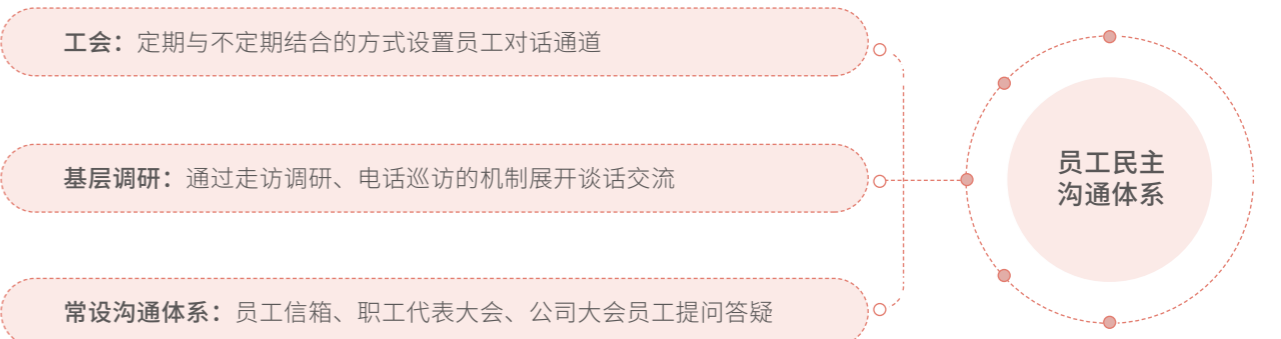 工会：定期与不定期结合的方式设置员工对话通道
基层调研：通过走访调研、电话巡访的机制展开谈话交流
常设沟通体系：员工信箱、职工代表大会、公司大会员工提问答疑
员工民主
沟通体系